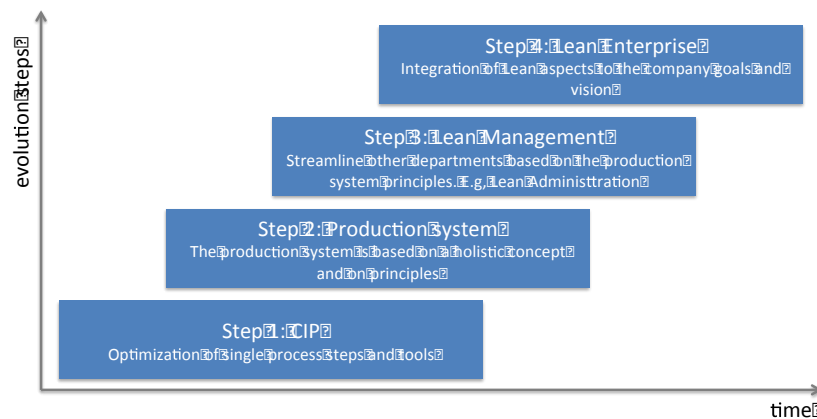 evolution steps
Step 4: Lean Enterprise
Integration of Lean aspects to the company goals and
vision
Step 3: Lean Management
Streamline other departments based on the production
system principles. E.g, Lean Administration
Step 2: Production system
The production system is based on a holistic concept
and on principles
Step 1: CIP
Optimization of single process steps and tools
time